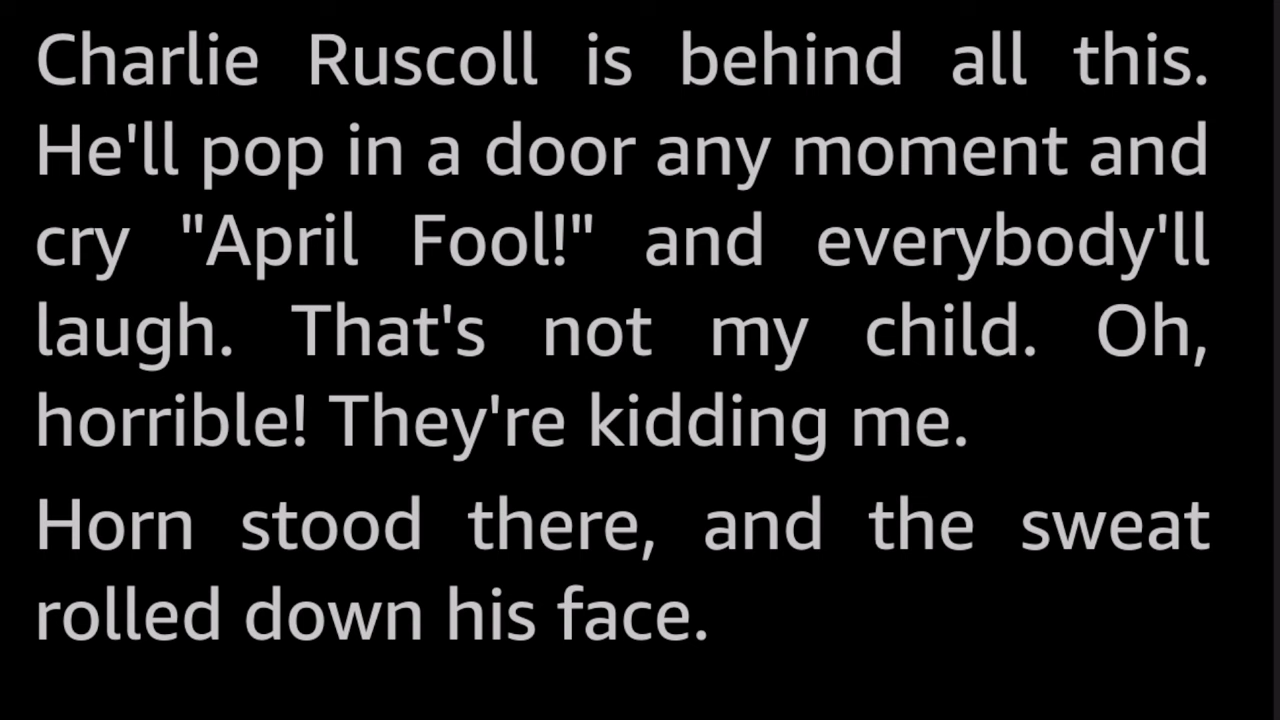 Charlie Ruscoll is behind all this.
He'll pop in a door any moment and
cry "April Fool!" and everybody'll
laugh. That's not my child. Oh,
horrible! They're kidding me.
Horn stood there, and the sweat
rolled down his face.